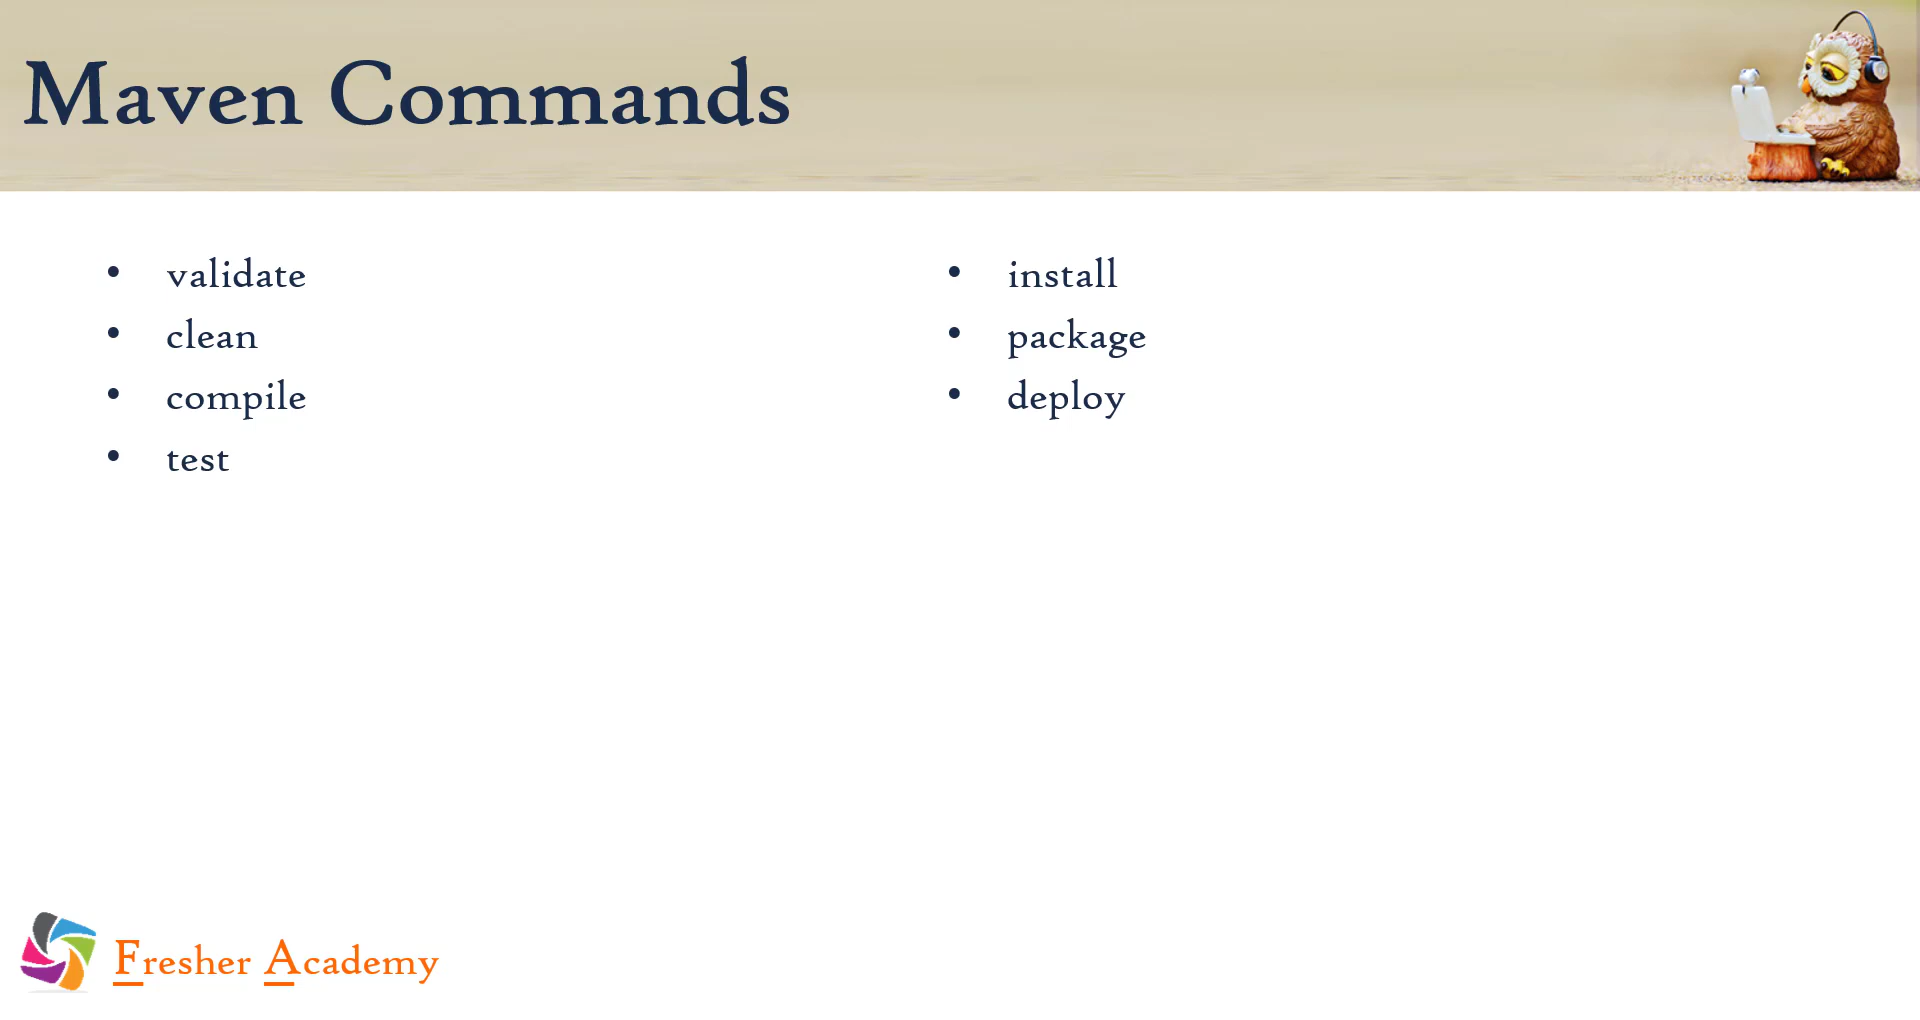 Maven Commands
• validate
• clean
• compile
• test
• install
• package
• deploy
Fresher Academy